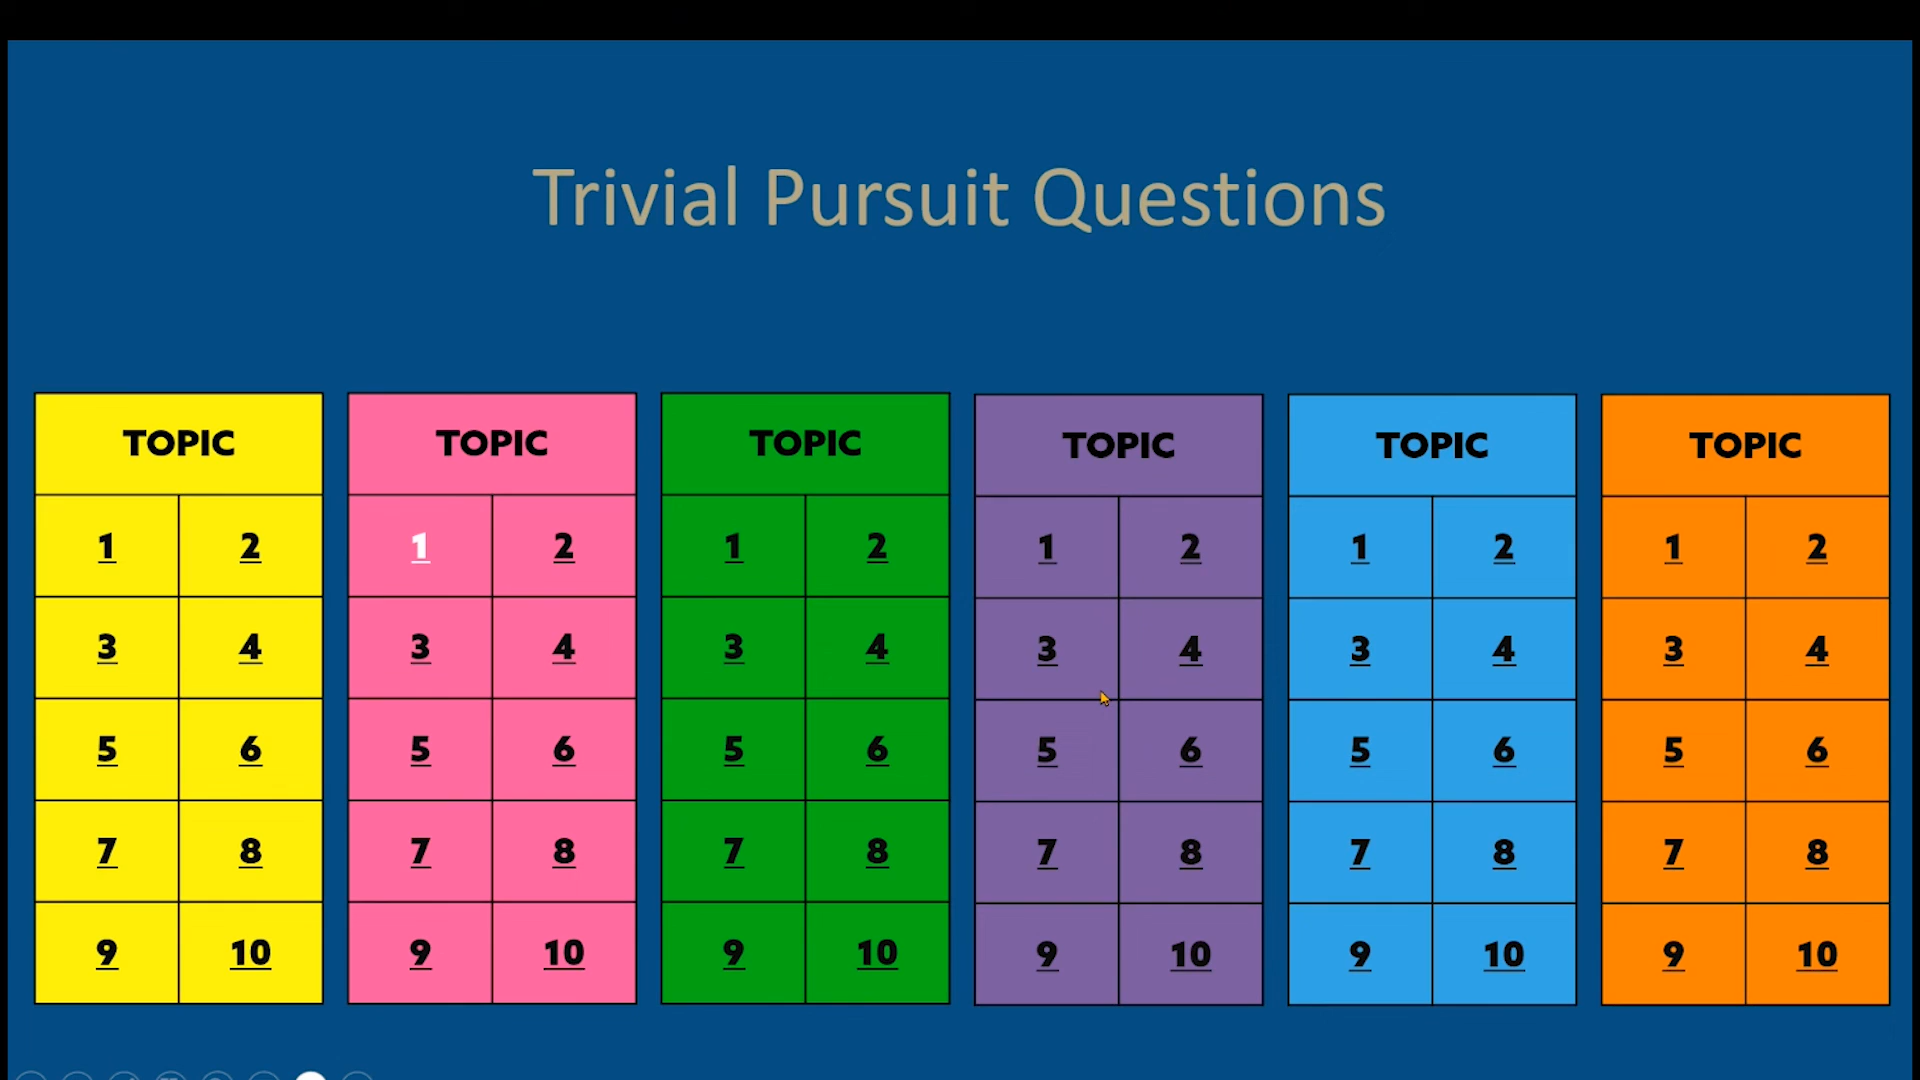 Trivial Pursuit Questions
TOPIC TOPIC TOPIC TOPIC TOPIC TOPIC
1 2 1 2 1 2 1 2 1 2 1 2
3 4 3 4 3 4 3 4 3 4 3 4
5 6 5 6 5 6 5 6 5 6 5 6
7 8 7 8 7 8 7 8 7 8 7 8
9 10 9 10 9 10 9 10 9 10 9 10